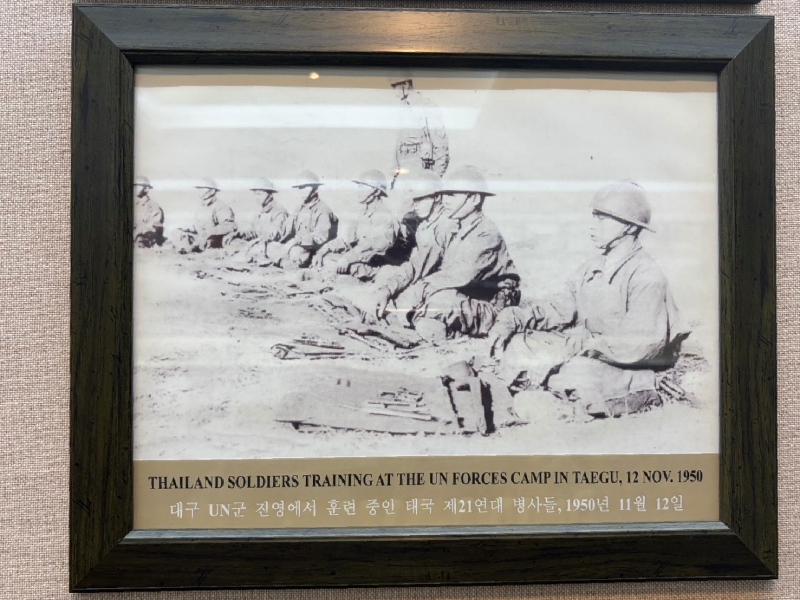 THAILAND SOLDIERS TRAINING AT THE UN FORCES CAMP IN TAEGU, 12 NOV. 1950
대구 UN군 진영에서 훈련 중인 태국 제21연대 병사들, 1950년 11월 12일